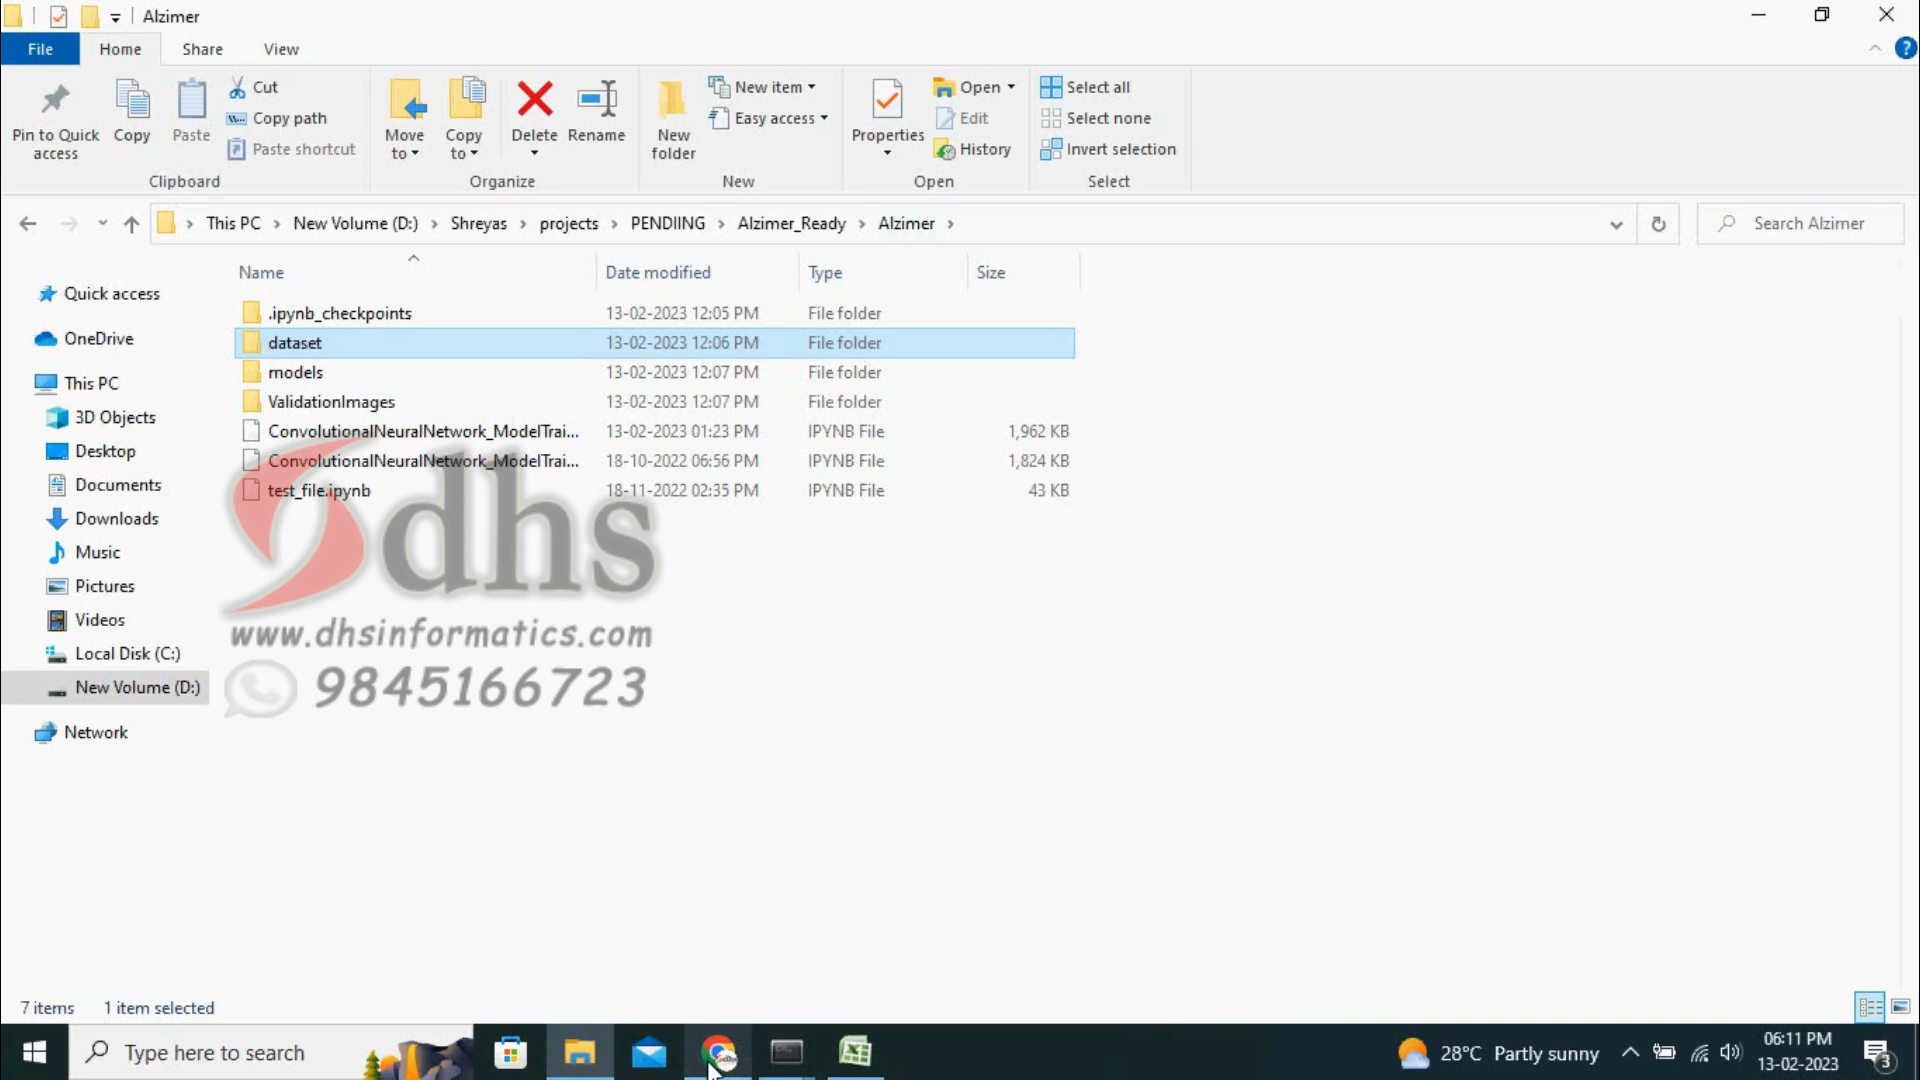 Alzimer
File Home Share View
Pin to Quick access
Copy
Paste
Cut
Copy path
Paste shortcut
Clipboard
Move to
Copy to
Delete
Rename
Organize
New folder
New item
Easy access
New
Properties
Open
Edit
History
Open
Select all
Select none
Invert selection
Select
This PC New Volume (D:) Shreyas projects PENDIING Alzimer_Ready Alzimer
Search Alzimer
Quick access
OneDrive
This PC
3D Objects
Desktop
Documents
Downloads
Music
Pictures
Videos
Local Disk (C:)
New Volume (D:)
Network
Name Date modified Type Size
.ipynb_checkpoints 13-02-2023 12:05 PM File folder
dataset 13-02-2023 12:06 PM File folder
models 13-02-2023 12:07 PM File folder
ValidationImages 13-02-2023 12:07 PM File folder
ConvolutionalNeuralNetwork_ModelTrai... 13-02-2023 01:23 PM IPYNB File 1,962 KB
ConvolutionalNeuralNetwork_ModelTrai... 18-10-2022 06:56 PM IPYNB File 1,824 KB
test_file.ipynb 18-11-2022 02:35 PM IPYNB File 43 KB
dhs
www.dhsinformatics.com
9845166723
7 items 1 item selected
Type here to search
28°C Partly sunny
06:11 PM
13-02-2023
3